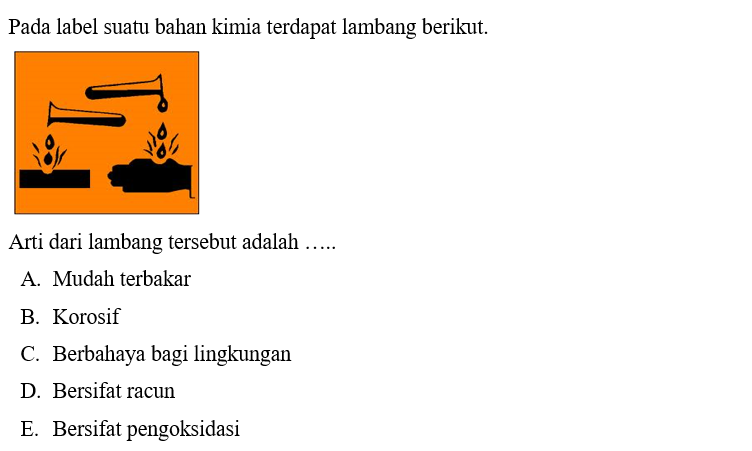 Pada label suatu bahan kimia terdapat lambang berikut.
Arti dari lambang tersebut adalah …..
A. Mudah terbakar
B. Korosif
C. Berbahaya bagi lingkungan
D. Bersifat racun
E. Bersifat pengoksidasi